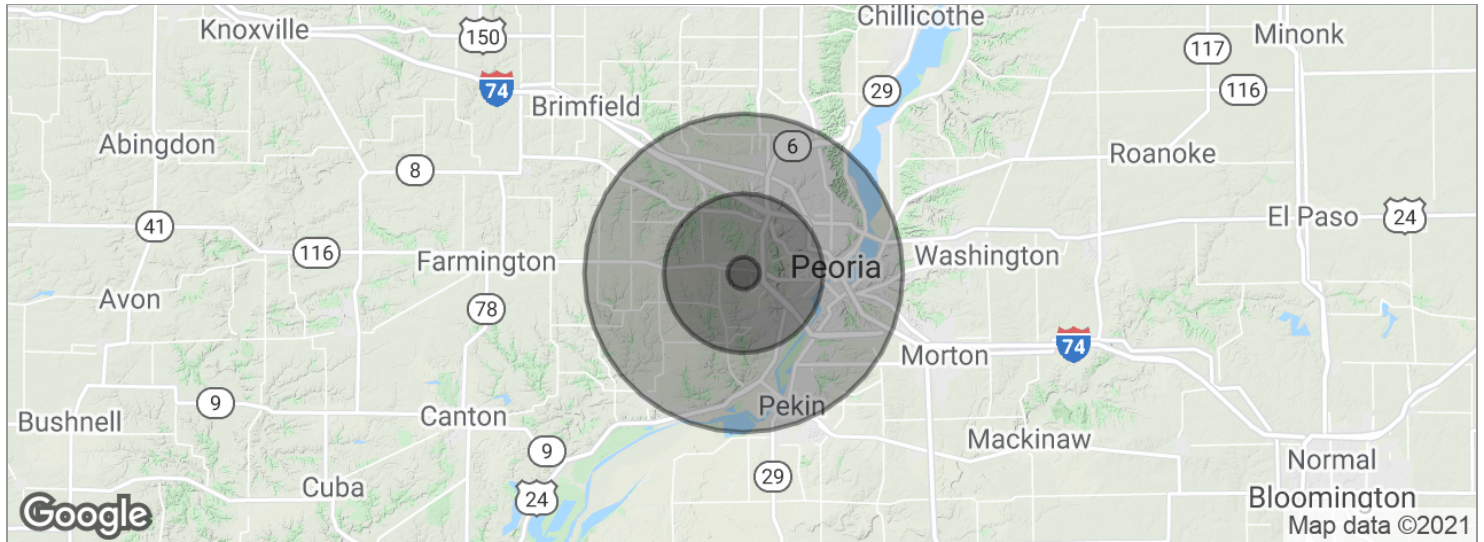 Chillicothe
Knoxville
150
Minonk
117
74
29
116
Brimfield
Abingdon
6
Roanoke
8
41
El Paso
24
116
Farmington
Peoria
Washington
Avon
78
74
Morton
9
Bushnell
Canton
Pekin
Mackinaw
9
Normal
29
Cuba
24
Bloomington
Google
Map data ©2021